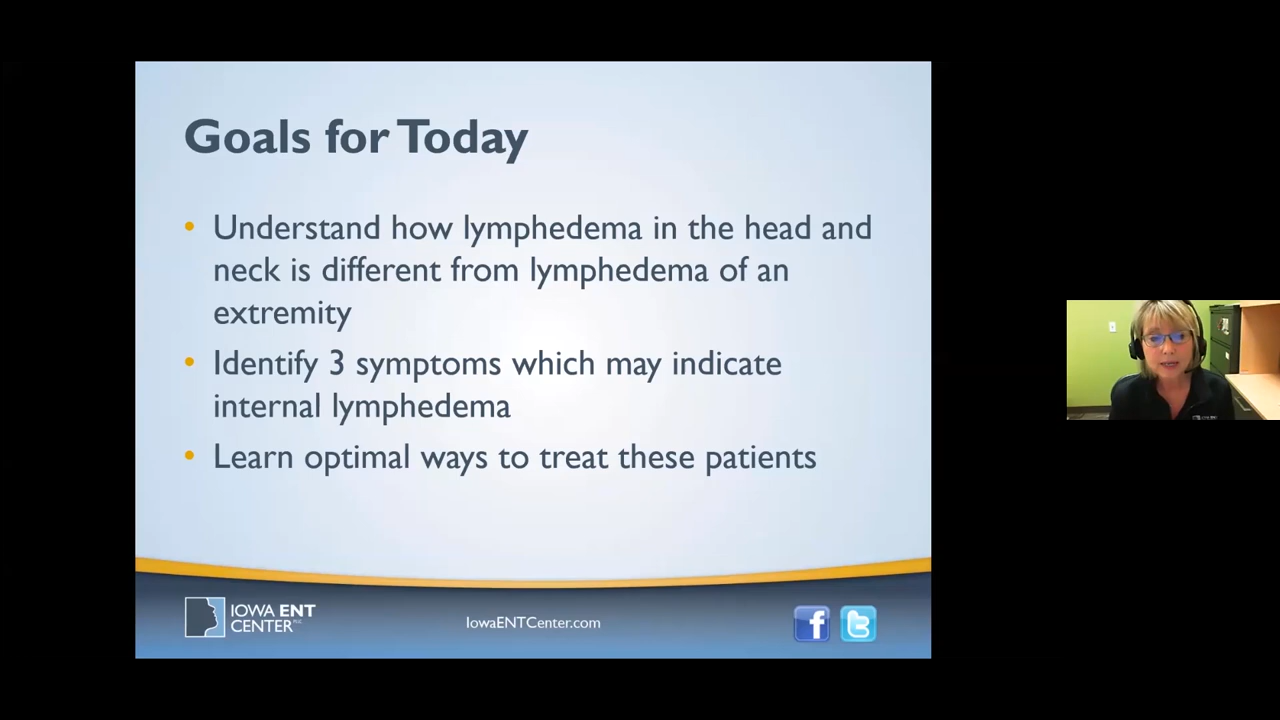 Goals for Today
• Understand how lymphedema in the head and
neck is different from lymphedema of an
extremity
• Identify 3 symptoms which may indicate
internal lymphedema
• Learn optimal ways to treat these patients
IOWA ENT
CENTER
IowaENTCenter.com